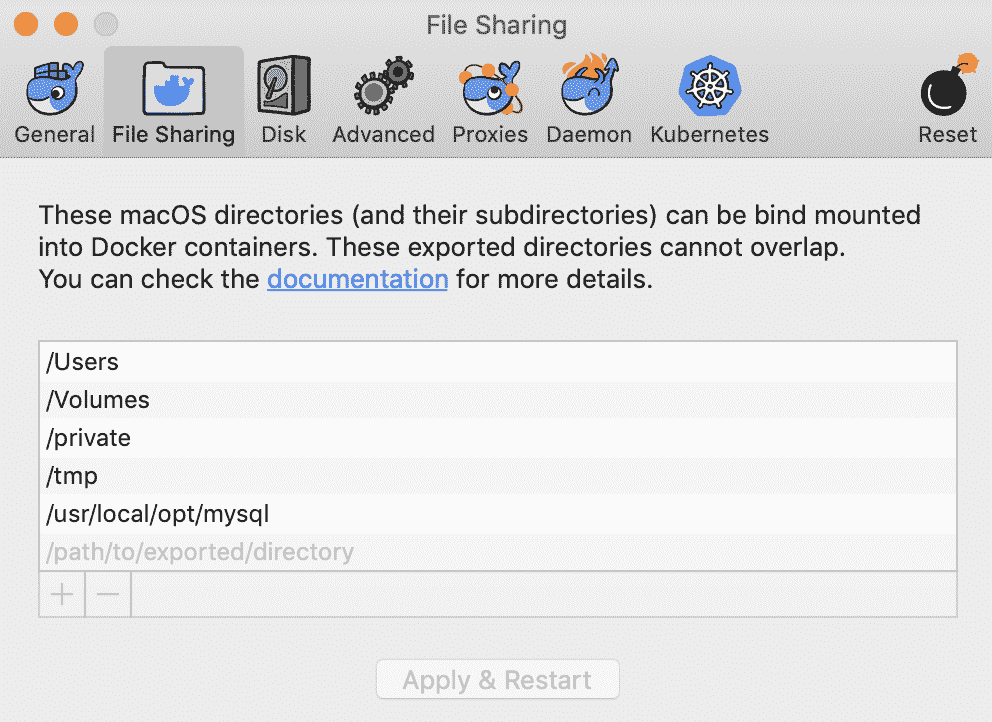 File Sharing
General File Sharing Disk Advanced Proxies Daemon Kubernetes Reset
These macOS directories (and their subdirectories) can be bind mounted
into Docker containers. These exported directories cannot overlap.
You can check the documentation for more details.
/Users
/Volumes
/private
/tmp
/usr/local/opt/mysql
/path/to/exported/directory
Apply & Restart